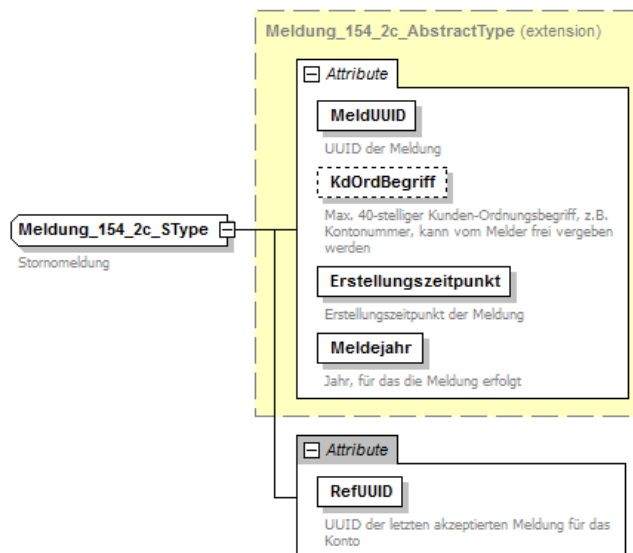 Meldung_154_2c_AbstractType (extension)
Attribute
MeldUUID
UUID der Meldung
KdOrdBegriff
Max. 40-stelliger Kunden-Ordnungsbegriff, z.B.
Kontonummer, kann vom Melder frei vergeben
werden
Meldung_154_2c_SType
Stornomeldung
Erstellungszeitpunkt
Erstellungszeitpunkt der Meldung
Meldejahr
Jahr, für das die Meldung erfolgt
Attribute
RefUUID
UUID der letzten akzeptierten Meldung für das
Konto